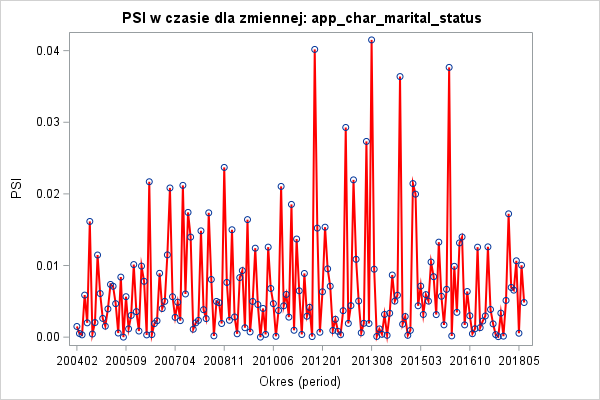 PSI w czasie dla zmiennej: app_char_marital_status
0.04
0.03
0.02
0.01
0.00
PSI
200402 200509 200704 200811 201006 201201 201308 201503 201610 201805
Okres (period)